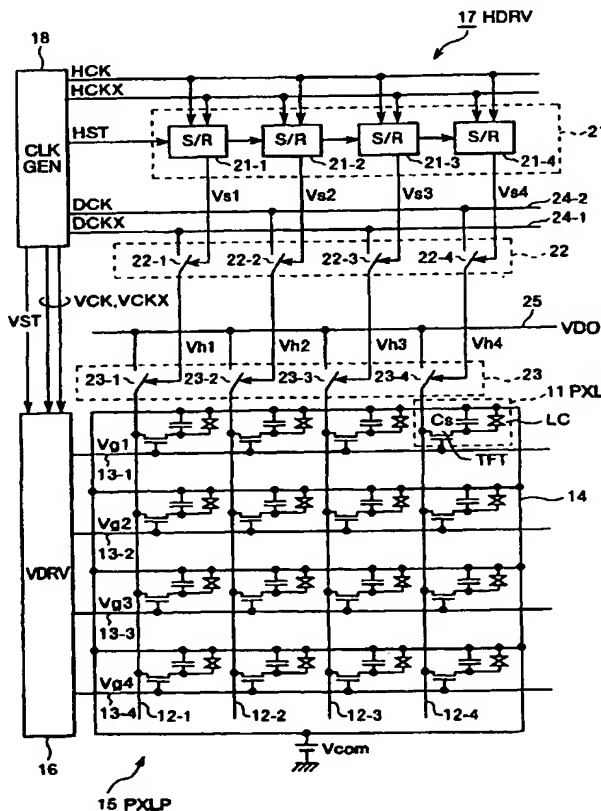 17 HDRV
18
HCK
HCKX
HST
CLK
GEN
S/R S/R S/R S/R
21
21-1 21-2 21-3 21-4
Vs1 Vs2 Vs3 Vs4
DCK
24-2
DCKX
24-1
22-1 22-2 22-3 22-4 22
VST
VCK,VCKX
25
VDO
Vh1 Vh2 Vh3 Vh4
23-1 23-2 23-3 23-4 23
11 PXL
Cs LC
Vg1
TFT
13-1
14
Vg2
13-2
VDRV
Vg3
13-3
Vg4
13-4
12-1 12-2 12-3 12-4
16
Vcom
15 PXLP